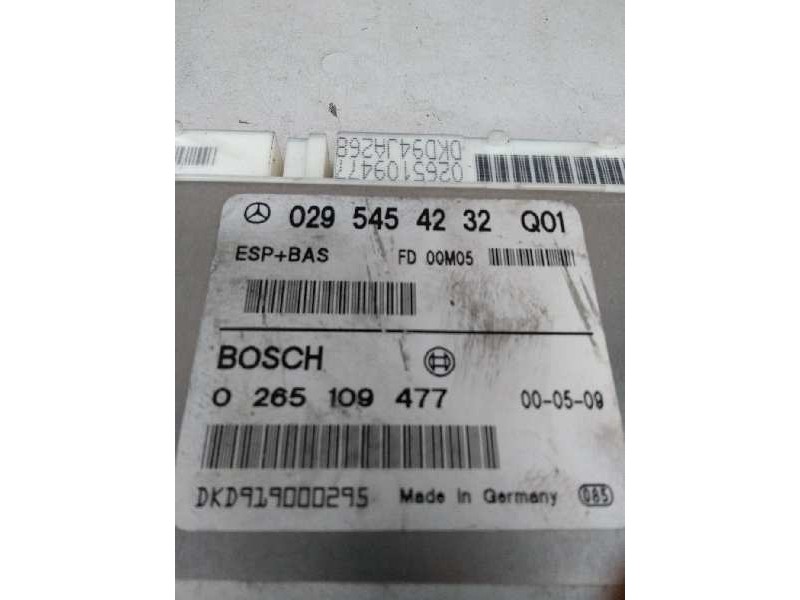 DKD94JA268
0265109477
029 545 42 32 Q01
ESP+BAS FD 00M05
BOSCH
0 265 109 477 00-05-09
DKD919000295 Made in Germany 085